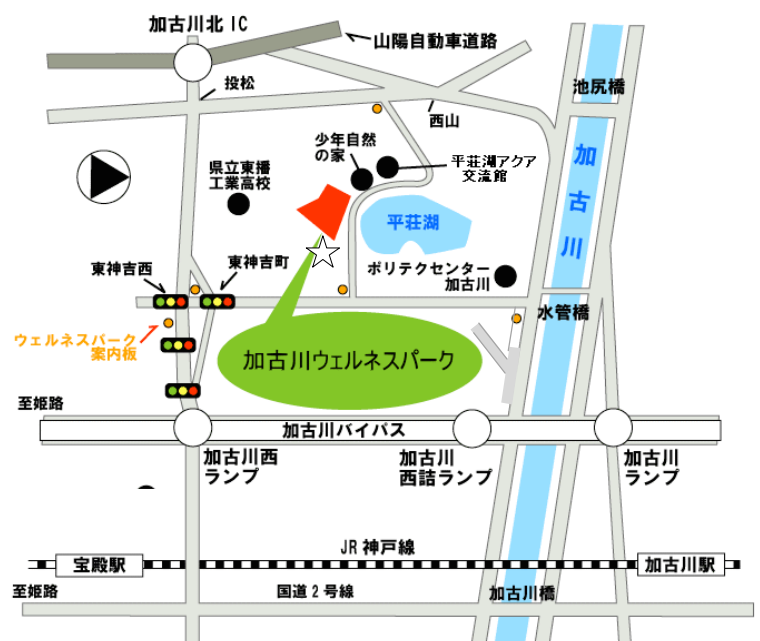 加古川北IC
山陽自動車道路
投松
西山
池尻橋
少年自然
の家
平荘湖アクア
交流館
県立東播
工業高校
加古川
平荘湖
東神吉西
東神吉町
ポリテクセンター
加古川
水管橋
ウェルネスパーク
案内板
加古川ウェルネスパーク
至姫路
加古川バイパス
加古川西
ランプ
加古川
西詰ランプ
加古川
ランプ
JR神戸線
宝殿駅
加古川駅
至姫路
国道2号線
加古川橋